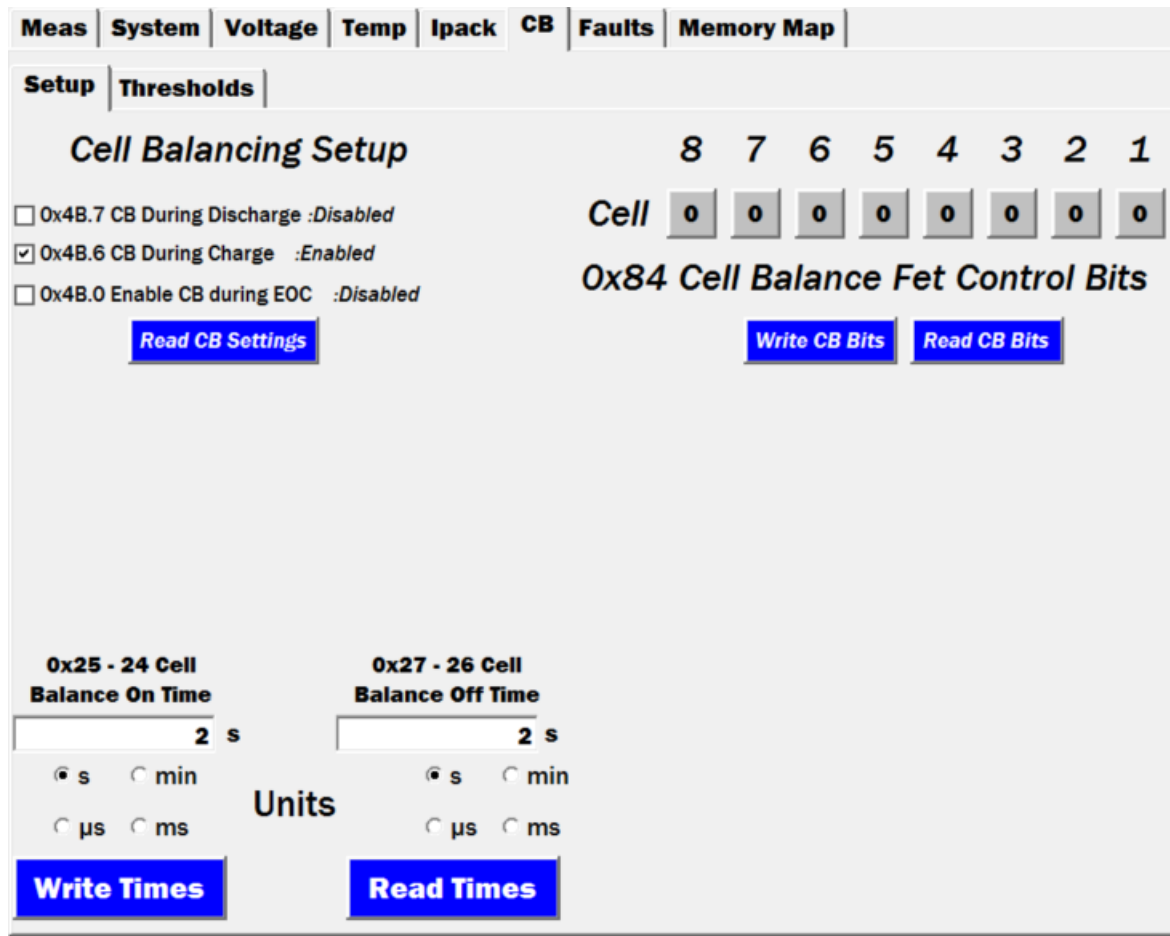 Meas System Voltage Temp Ipack CB Faults Memory Map
Setup Thresholds
Cell Balancing Setup
0x4B.7 CB During Discharge :Disabled
0x4B.6 CB During Charge :Enabled
0x4B.0 Enable CB during EOC :Disabled
Read CB Settings
8 7 6 5 4 3 2 1
Cell 0 0 0 0 0 0 0 0
0x84 Cell Balance Fet Control Bits
Write CB Bits Read CB Bits
0x25 - 24 Cell
Balance On Time
2 s
s min
µs ms
Units
0x27 - 26 Cell
Balance Off Time
2 s
s min
µs ms
Write Times Read Times